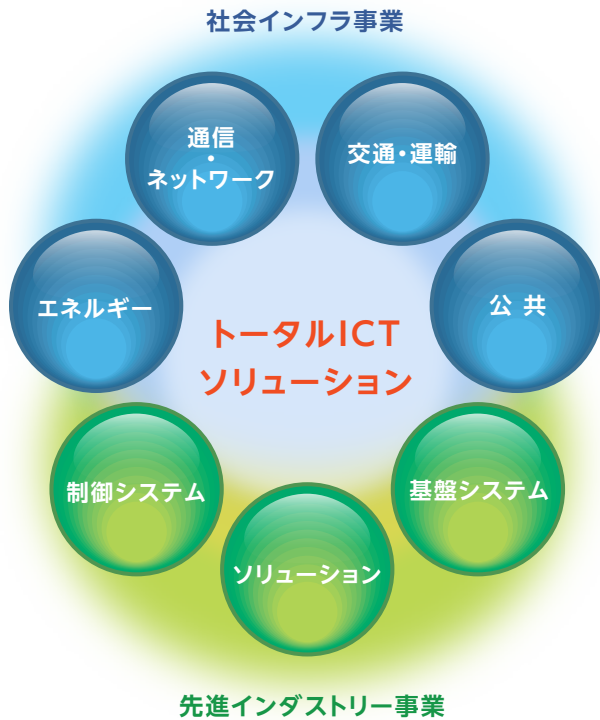 社会インフラ事業
通信
・
ネットワーク
交通・運輸
エネルギー
公 共
トータルICT
ソリューション
制御システム
基盤システム
ソリューション
先進インダストリー事業